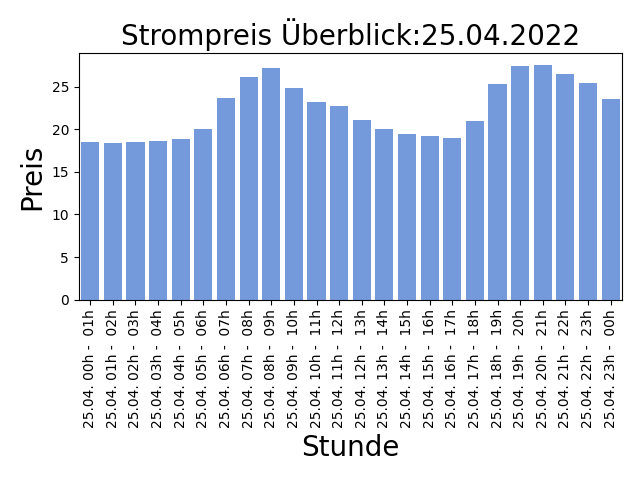 Strompreis Überblick:25.04.2022
Preis
25
20
15
10
5
0
25.04. 00h - 01h
25.04. 01h - 02h
25.04. 02h - 03h
25.04. 03h - 04h
25.04. 04h - 05h
25.04. 05h - 06h
25.04. 06h - 07h
25.04. 07h - 08h
25.04. 08h - 09h
25.04. 09h - 10h
25.04. 10h - 11h
25.04. 11h - 12h
25.04. 12h - 13h
25.04. 13h - 14h
25.04. 14h - 15h
25.04. 15h - 16h
25.04. 16h - 17h
25.04. 17h - 18h
25.04. 18h - 19h
25.04. 19h - 20h
25.04. 20h - 21h
25.04. 21h - 22h
25.04. 22h - 23h
25.04. 23h - 00h
Stunde